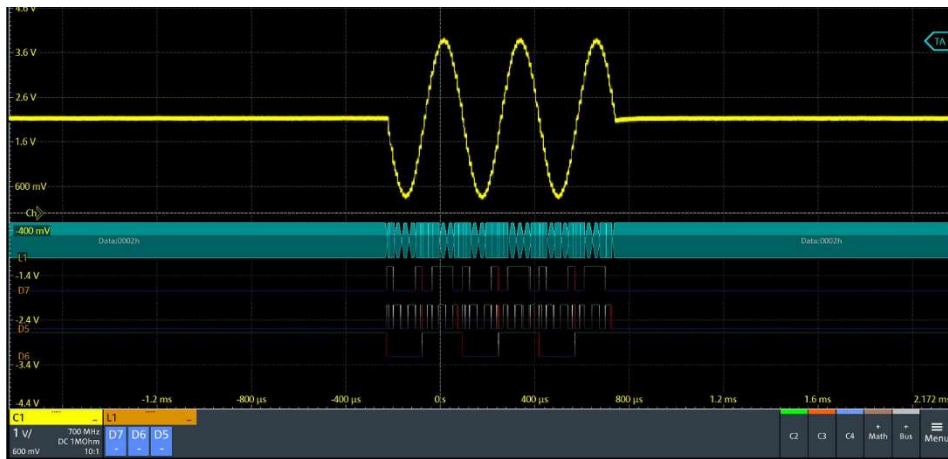 4.6 V
3.6 V
TA
2.6 V
1.6 V
600 mV
Ch
-400 mV
Data:0002h
Data:0002h
L1
-1.4 V
D7
-2.4 V
D5
D6
-3.4 V
-4.4 V
-1.2 ms
-800 µs
-400 µs
0 s
400 µs
800 µs
1.2 ms
1.6 ms
2.172 ms
C1
L1
1 V/
700 MHz
DC 1MOhm
600 mV
10:1
D7 D6 D5
C2
C3
C4
+ Math
+ Bus
Menu